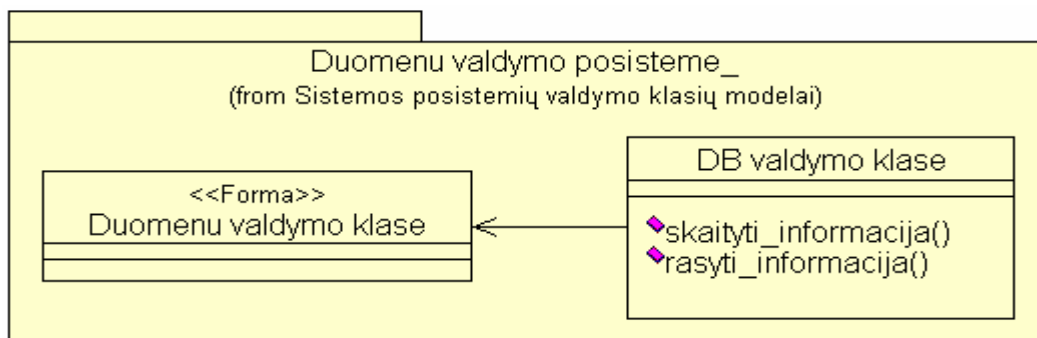 Duomenu valdymo posisteme_
(from Sistemos posistemių valdymo klasių modelai)
<<Forma>>
Duomenu valdymo klase
DB valdymo klase
skaityti_informacija()
rasyti_informacija()